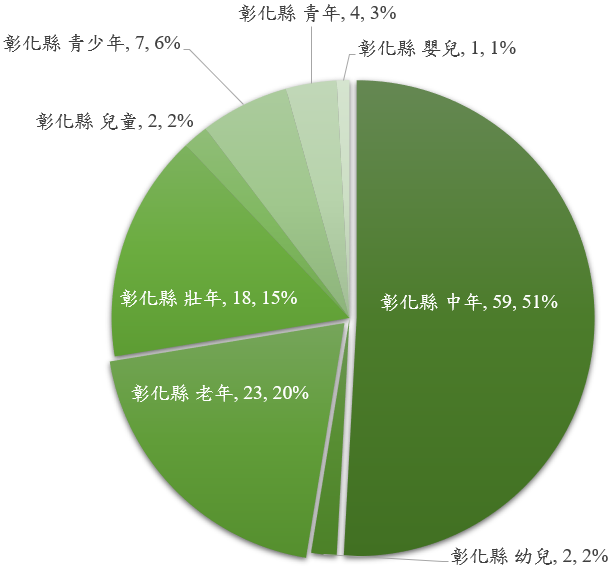 彰化縣 青年, 4, 3%
彰化縣 青少年, 7, 6%
彰化縣 嬰兒, 1, 1%
彰化縣 兒童, 2, 2%
彰化縣 壯年, 18, 15%
彰化縣 中年, 59, 51%
彰化縣 老年, 23, 20%
彰化縣 幼兒, 2, 2%